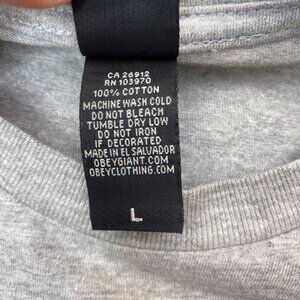 CA 26912
RN 103970
100% COTTON
MACHINE WASH COLD
DO NOT BLEACH
TUMBLE DRY LOW
DO NOT IRON
IF DECORATED
MADE IN EL SALVADOR
OBEYGIANT.COM
OBEYCLOTHING.COM
L